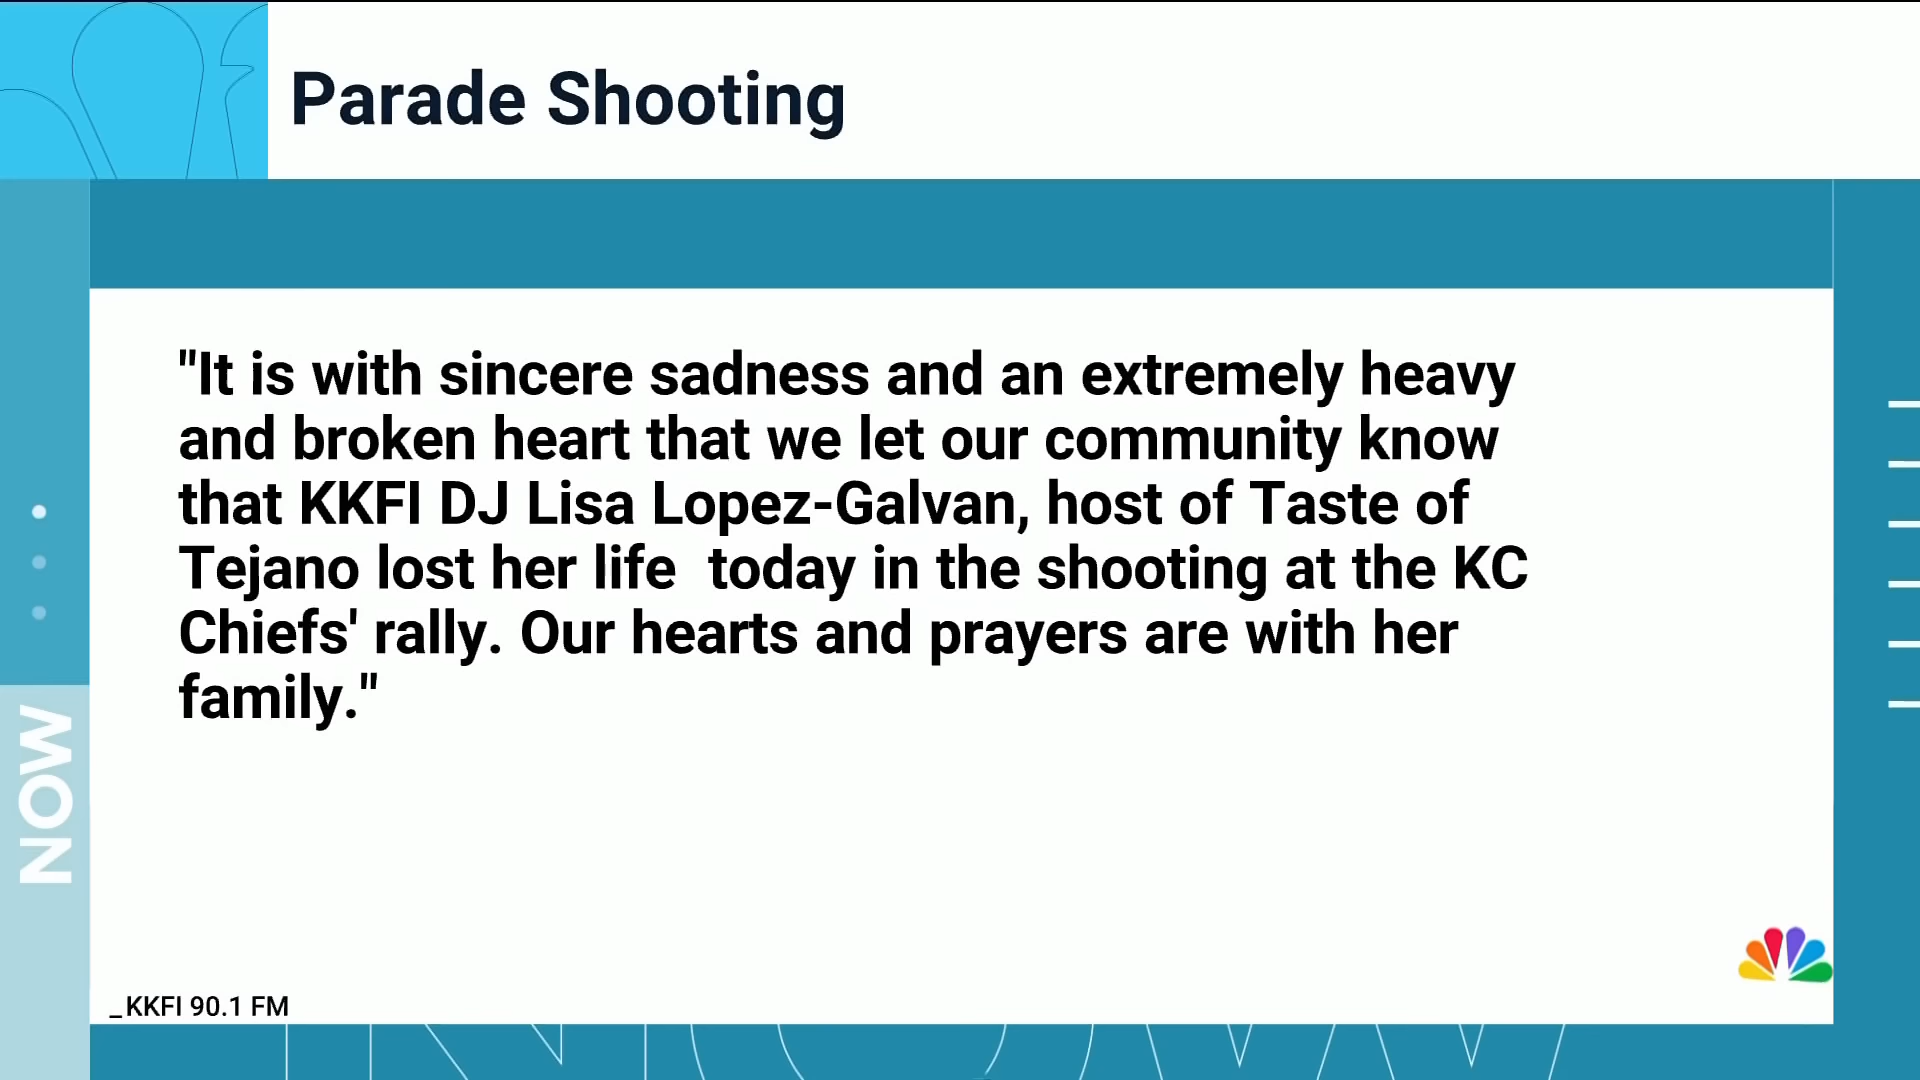 Parade Shooting
"It is with sincere sadness and an extremely heavy
and broken heart that we let our community know
that KKFI DJ Lisa Lopez-Galvan, host of Taste of
Tejano lost her life  today in the shooting at the KC
Chiefs' rally. Our hearts and prayers are with her
family."
NOW
_KKFI 90.1 FM
NOW